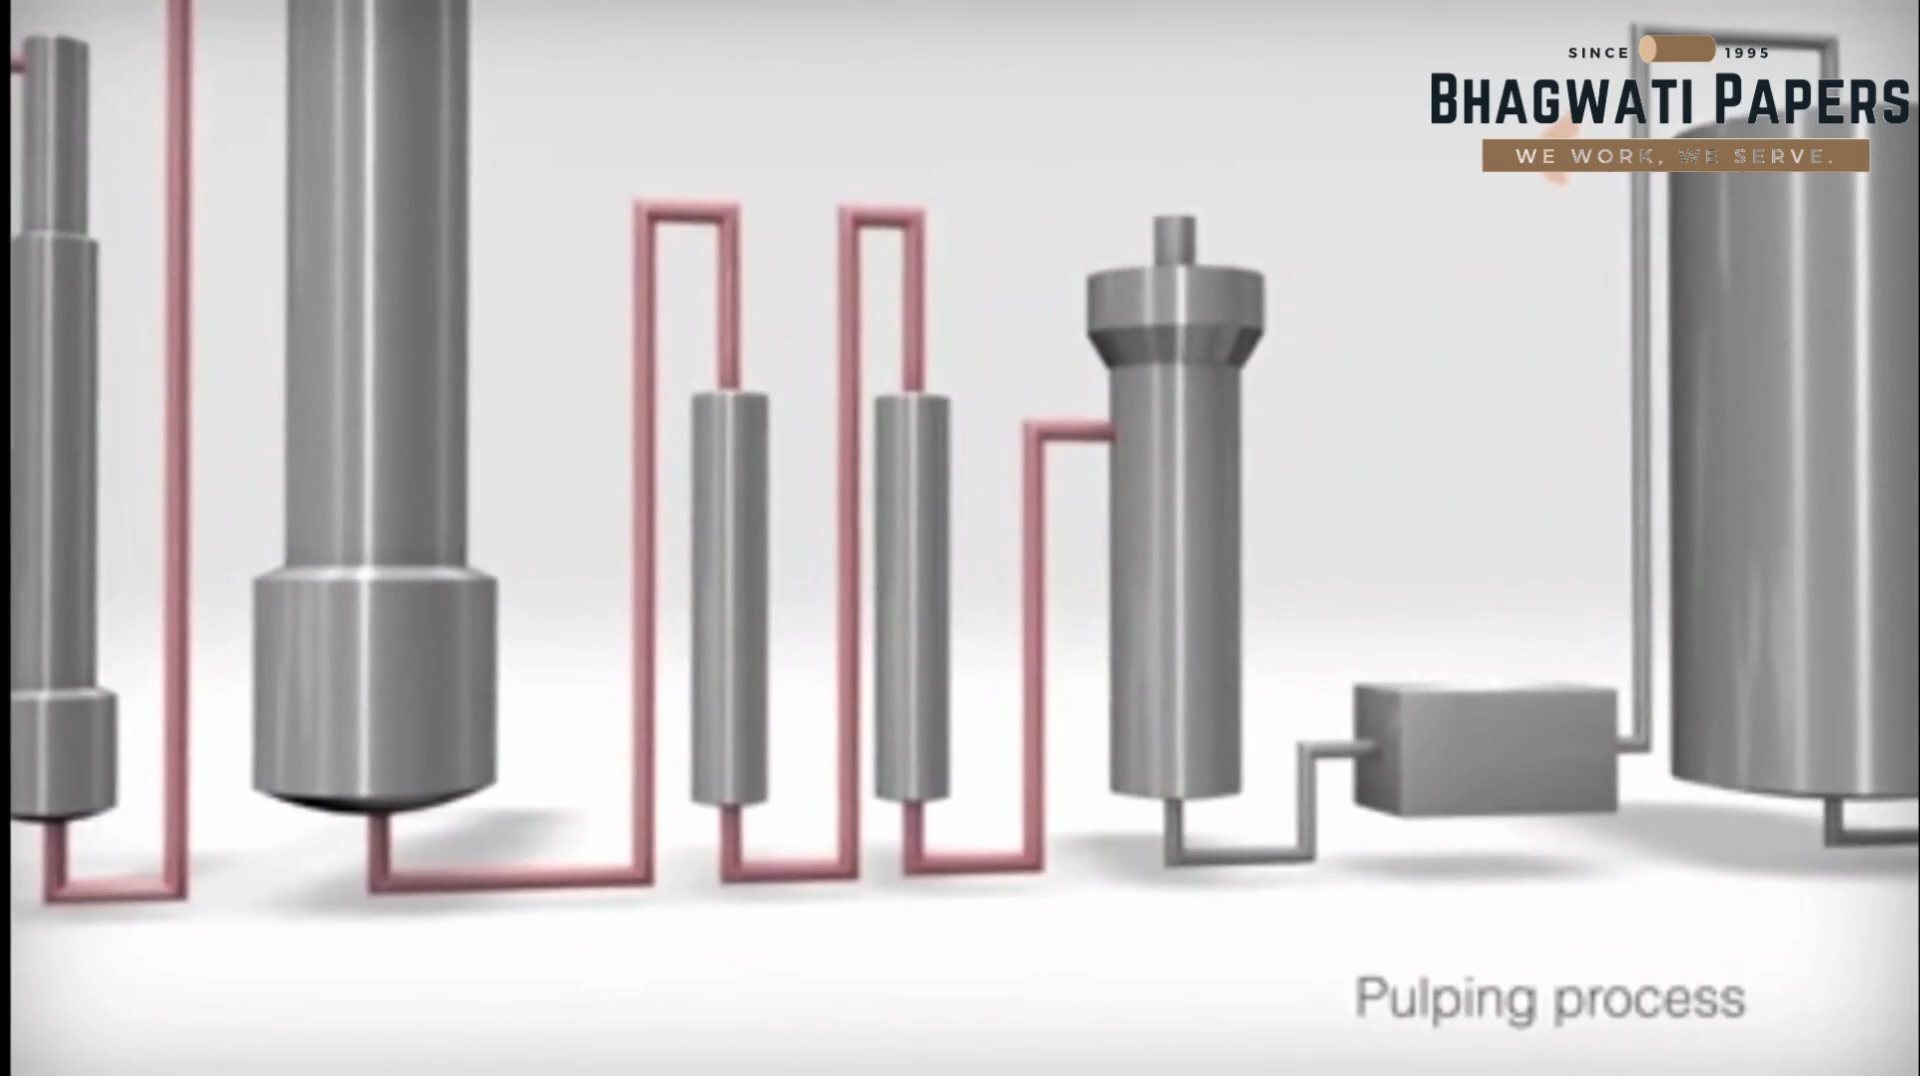 SINCE 1995
BHAGWATI PAPERS
WE WORK, WE SERVE.
Pulping process